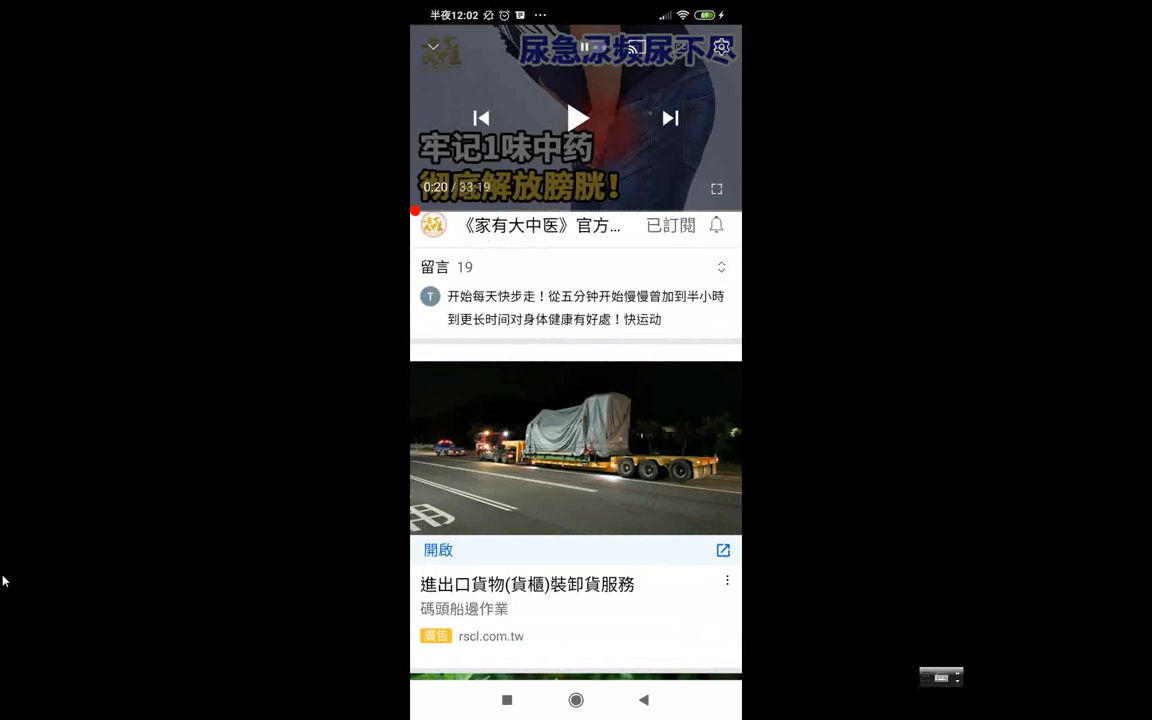 半夜12:02
69
尿急尿频尿不尽
牢记1味中药
彻底解放膀胱！
0:20 / 33:19
《家有大中医》官方...
已訂閱
留言 19
T
开始每天快步走！從五分钟开始慢慢曾加到半小時
到更长时间对身体健康有好處！快运动
開啟
進出口貨物(貨櫃)裝卸貨服務
碼頭船邊作業
廣告 rscl.com.tw